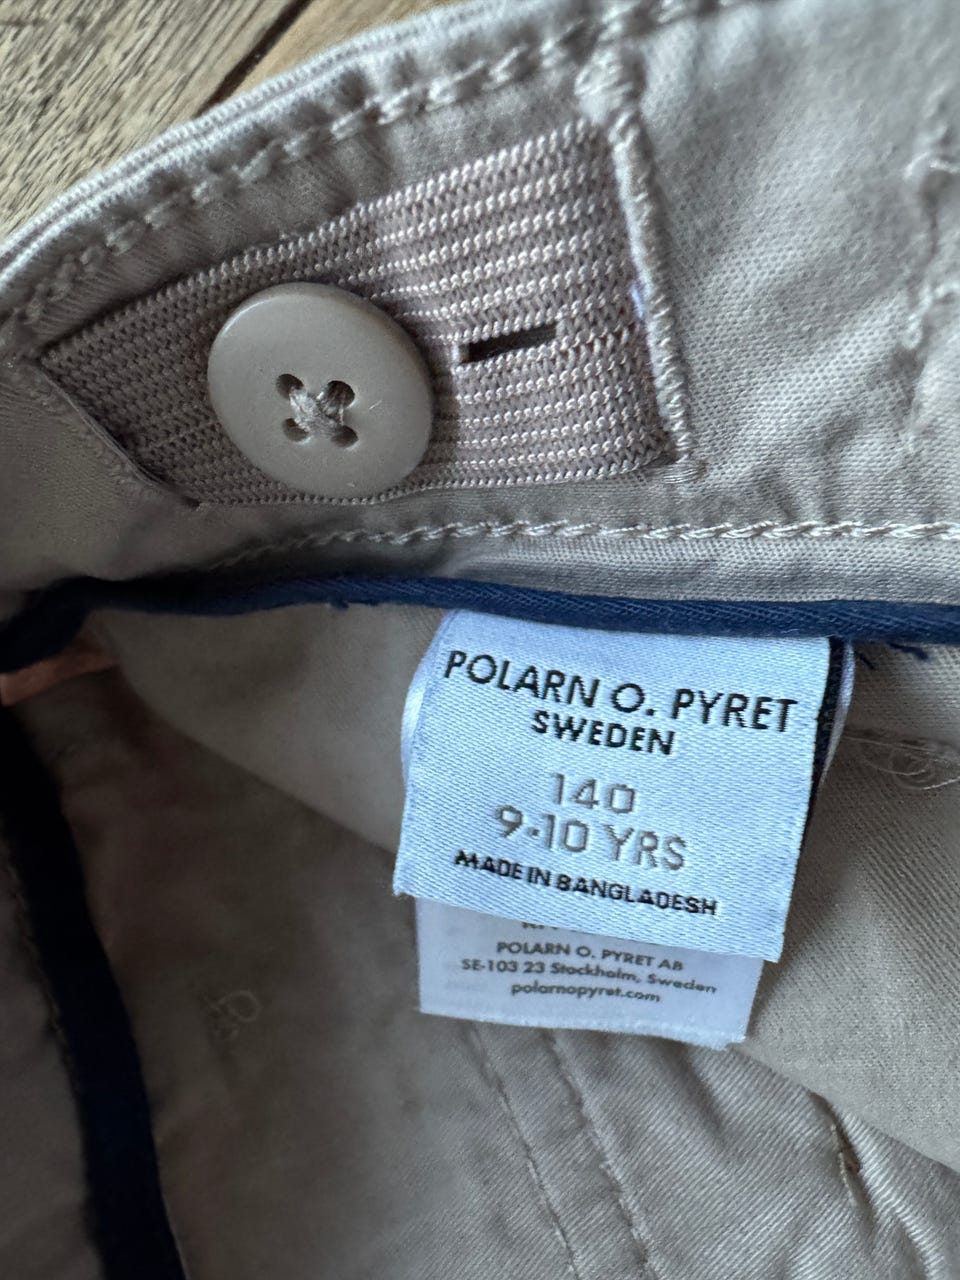 POLARN O. PYRET
SWEDEN
140
9-10 YRS
MADE IN BANGLADESH
POLARN O. PYRET AB
SE-103 23 Stockholm, Sweden
polarnopyret.com